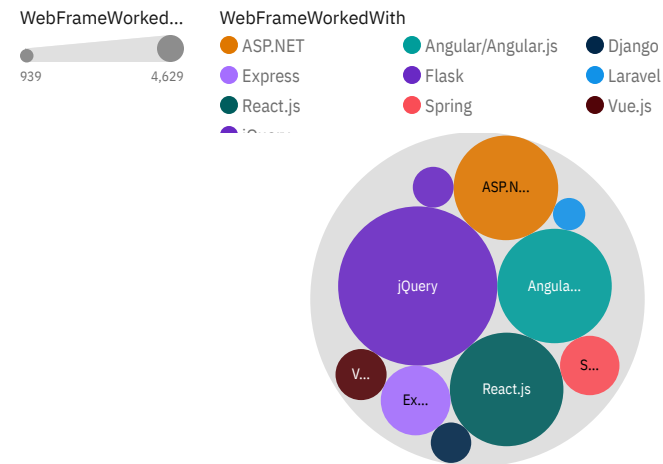 WebFrameWorked...
939
4,629
WebFrameWorkedWith
ASP.NET
Angular/Angular.js
Django
Express
Flask
Laravel
React.js
Spring
Vue.js
jQuery
ASP.N...
jQuery
Angula...
V...
Ex...
React.js
S...